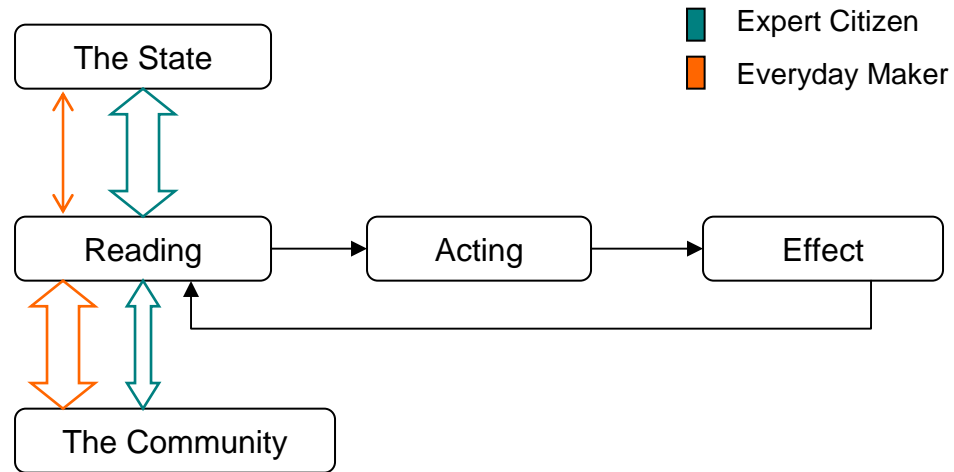 The State
Expert Citizen
Everyday Maker
Reading
Acting
Effect
The Community